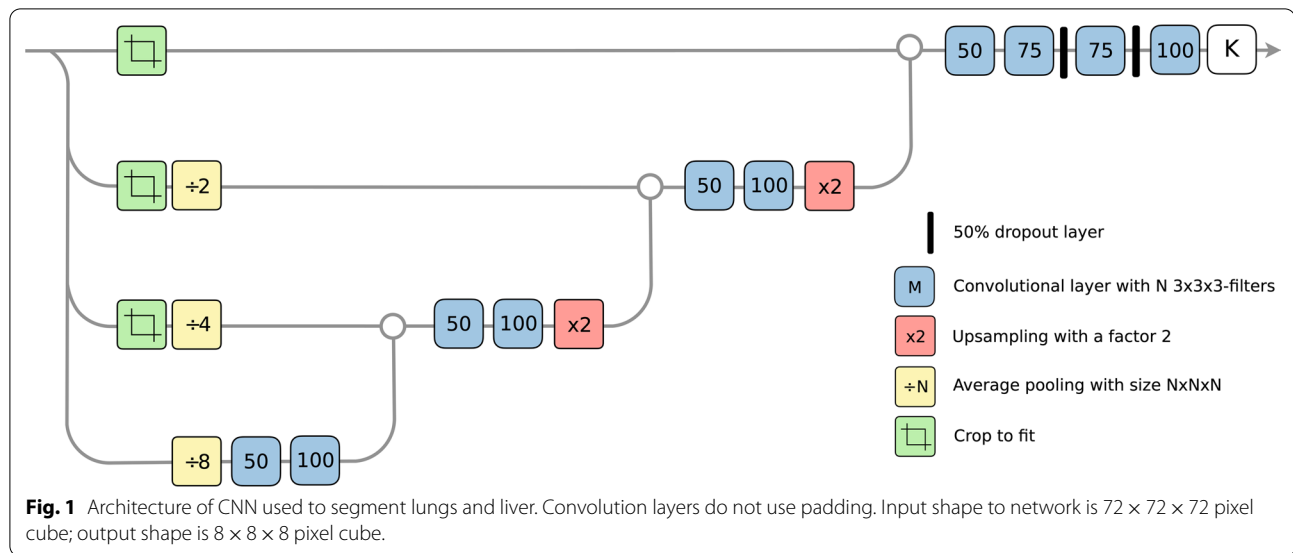 50 75 75 100 K
÷2 50 100 x2
50% dropout layer
M Convolutional layer with N 3x3x3-filters
÷4 50 100 x2
x2 Upsampling with a factor 2
÷N Average pooling with size NxNxN
Crop to fit
÷8 50 100
Fig. 1 Architecture of CNN used to segment lungs and liver. Convolution layers do not use padding. Input shape to network is 72 × 72 × 72 pixel
cube; output shape is 8 × 8 × 8 pixel cube.